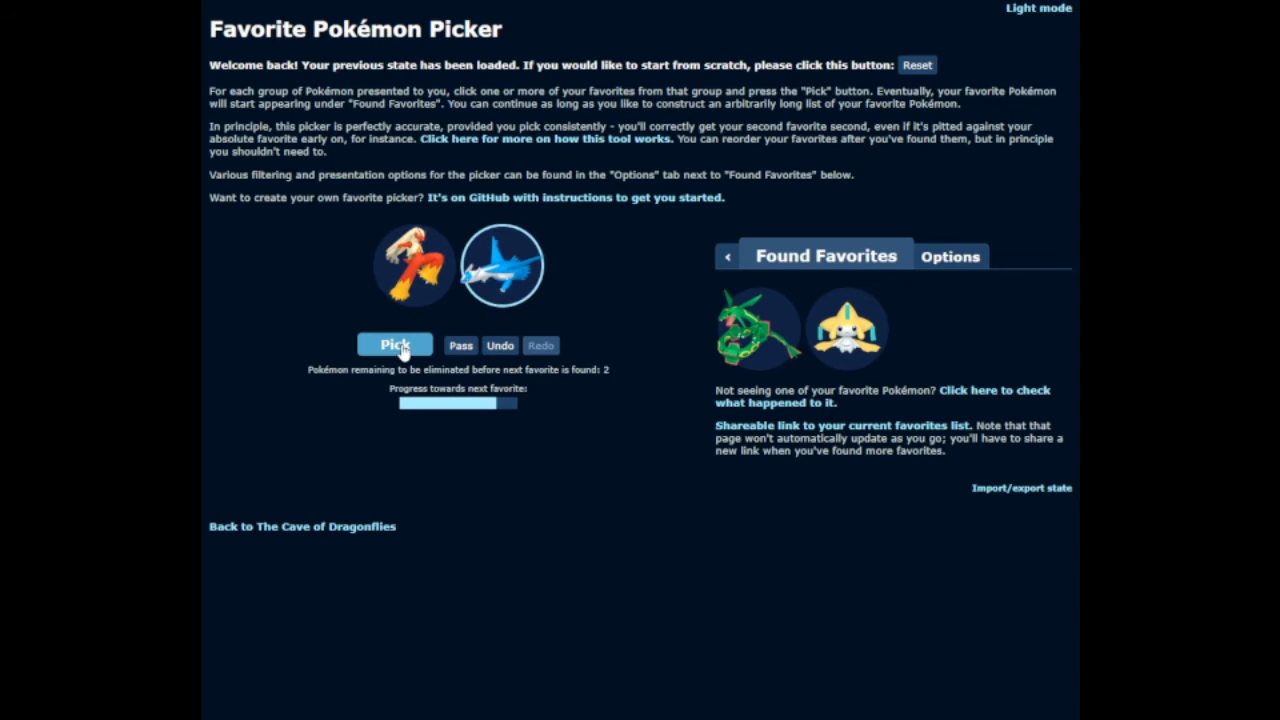 Light mode
Favorite Pokémon Picker
Welcome back! Your previous state has been loaded. If you would like to start from scratch, please click this button: Reset
For each group of Pokémon presented to you, click one or more of your favorites from that group and press the "Pick" button. Eventually, your favorite Pokémon
will start appearing under "Found Favorites". You can continue as long as you like to construct an arbitrarily long list of your favorite Pokémon.
In principle, this picker is perfectly accurate, provided you pick consistently - you'll correctly get your second favorite second, even if it's pitted against your
absolute favorite early on, for instance. Click here for more on how this tool works. You can reorder your favorites after you've found them, but in principle
you shouldn't need to.
Various filtering and presentation options for the picker can be found in the "Options" tab next to "Found Favorites" below.
Want to create your own favorite picker? It's on GitHub with instructions to get you started.
‹ Found Favorites Options
Pick Pass Undo Redo
Pokémon remaining to be eliminated before next favorite is found: 2
Progress towards next favorite:
Not seeing one of your favorite Pokémon? Click here to check
what happened to it.
Shareable link to your current favorites list. Note that that
page won't automatically update as you go; you'll have to share a
new link when you've found more favorites.
Import/export state
Back to The Cave of Dragonflies